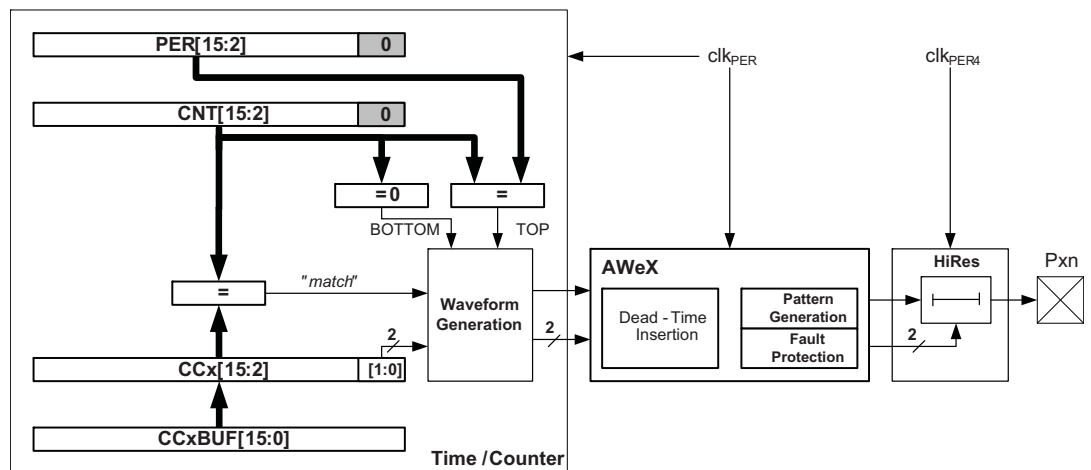 PER[15:2]
0
clkPER
clkPER4
CNT[15:2]
0
= 0
=
BOTTOM
TOP
"match"
=
Waveform
Generation
2
2
AWeX
Dead - Time
Insertion
Pattern
Generation
Fault
Protection
HiRes
2
Pxn
CCx[15:2]
[1:0]
CCxBUF[15:0]
Time /Counter